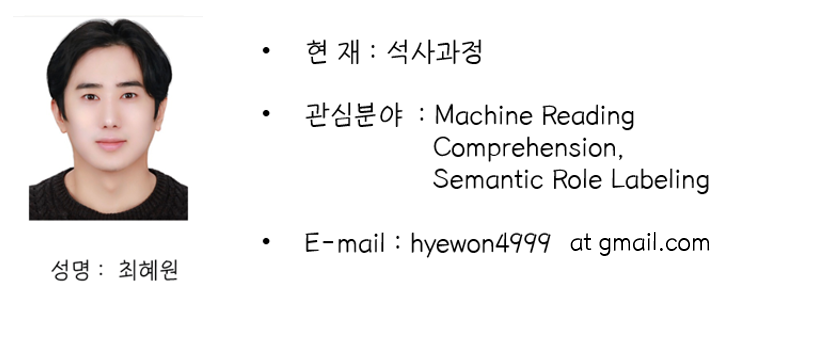 • 현 재 : 석사과정
• 관심분야 : Machine Reading
Comprehension,
Semantic Role Labeling
• E-mail : hyewon4999 at gmail.com
성명 : 최혜원